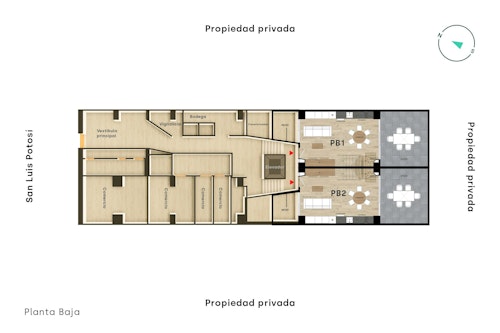 Propiedad privada
N
San Luis Potosí
Propiedad privada
Vestíbulo
principal
Vigilancia
Bodega
Elevador
PB1
PB2
Comercio
Comercio
Comercio
Comercio
Propiedad privada
Planta Baja